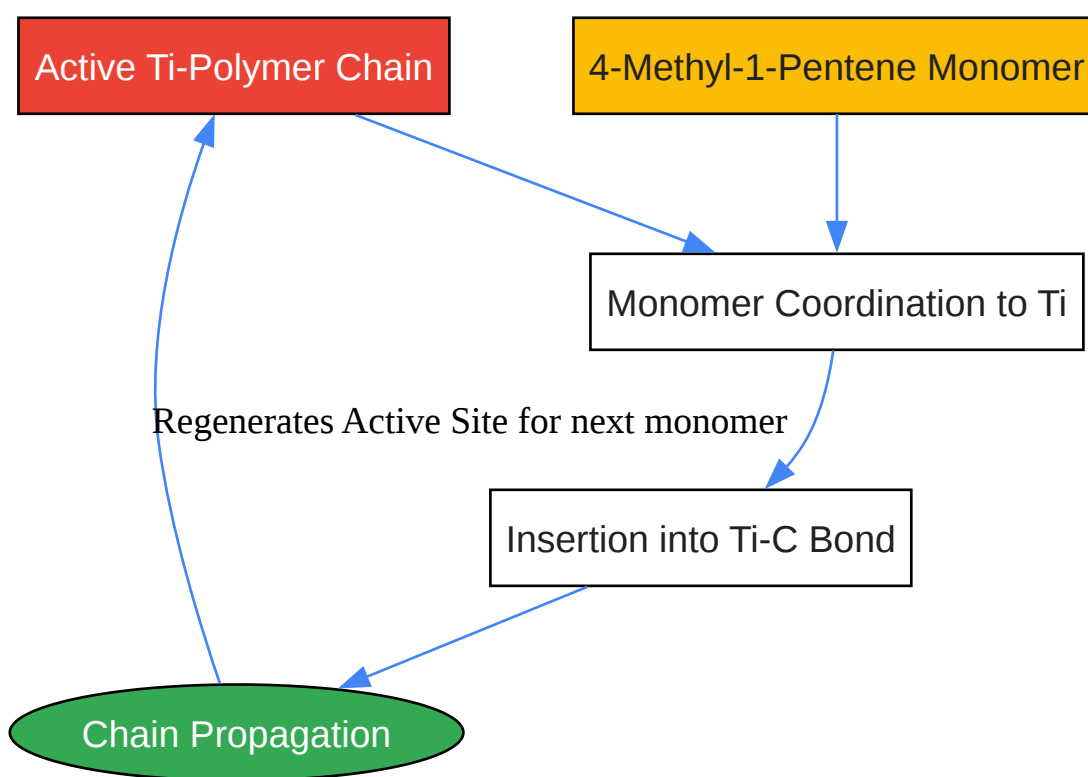 Active Ti-Polymer Chain
4-Methyl-1-Pentene Monomer
Monomer Coordination to Ti
Regenerates Active Site for next monomer
Insertion into Ti-C Bond
Chain Propagation